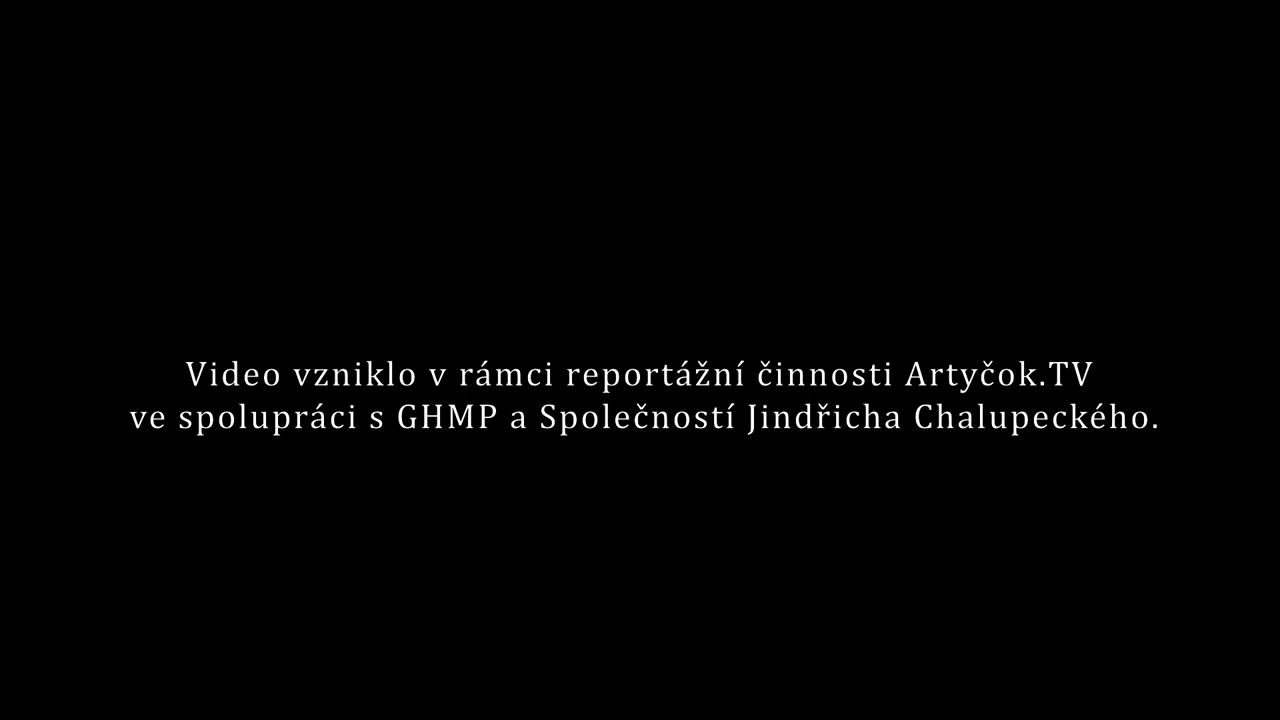 Video vzniklo v rámci reportážní činnosti Artyčok.TV
ve spolupráci s GHMP a Společností Jindřicha Chalupeckého.